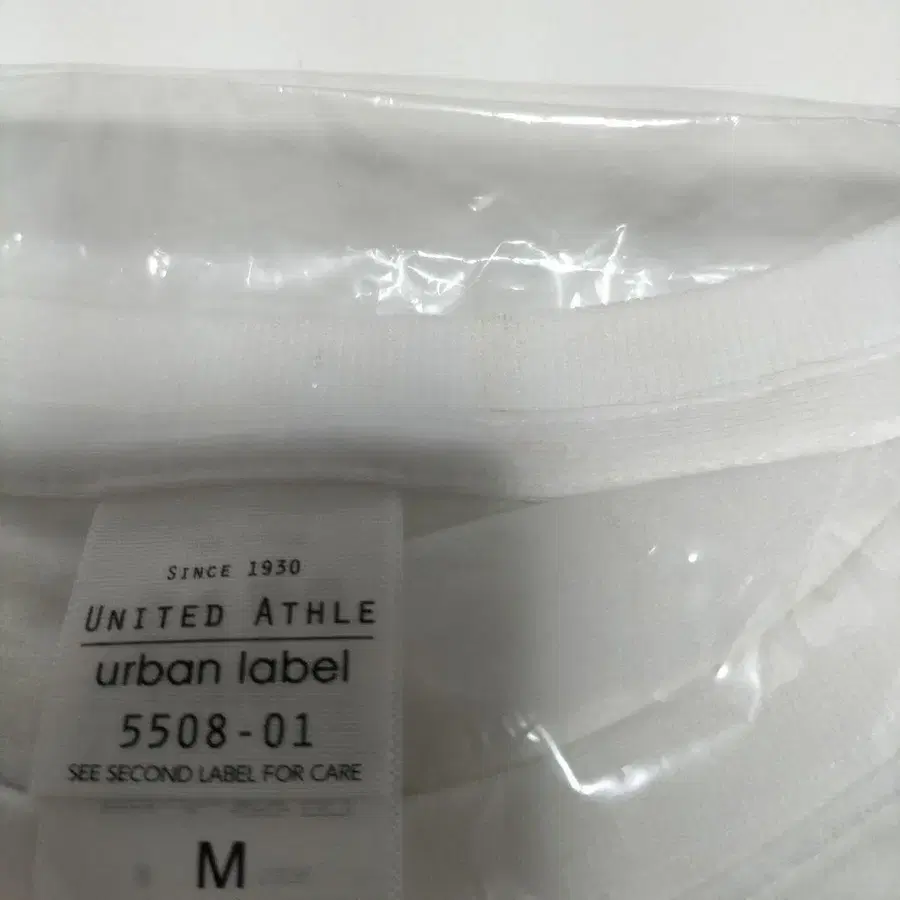 SINCE 1930
UNITED ATHLE
urban label
5508-01
SEE SECOND LABEL FOR CARE
M